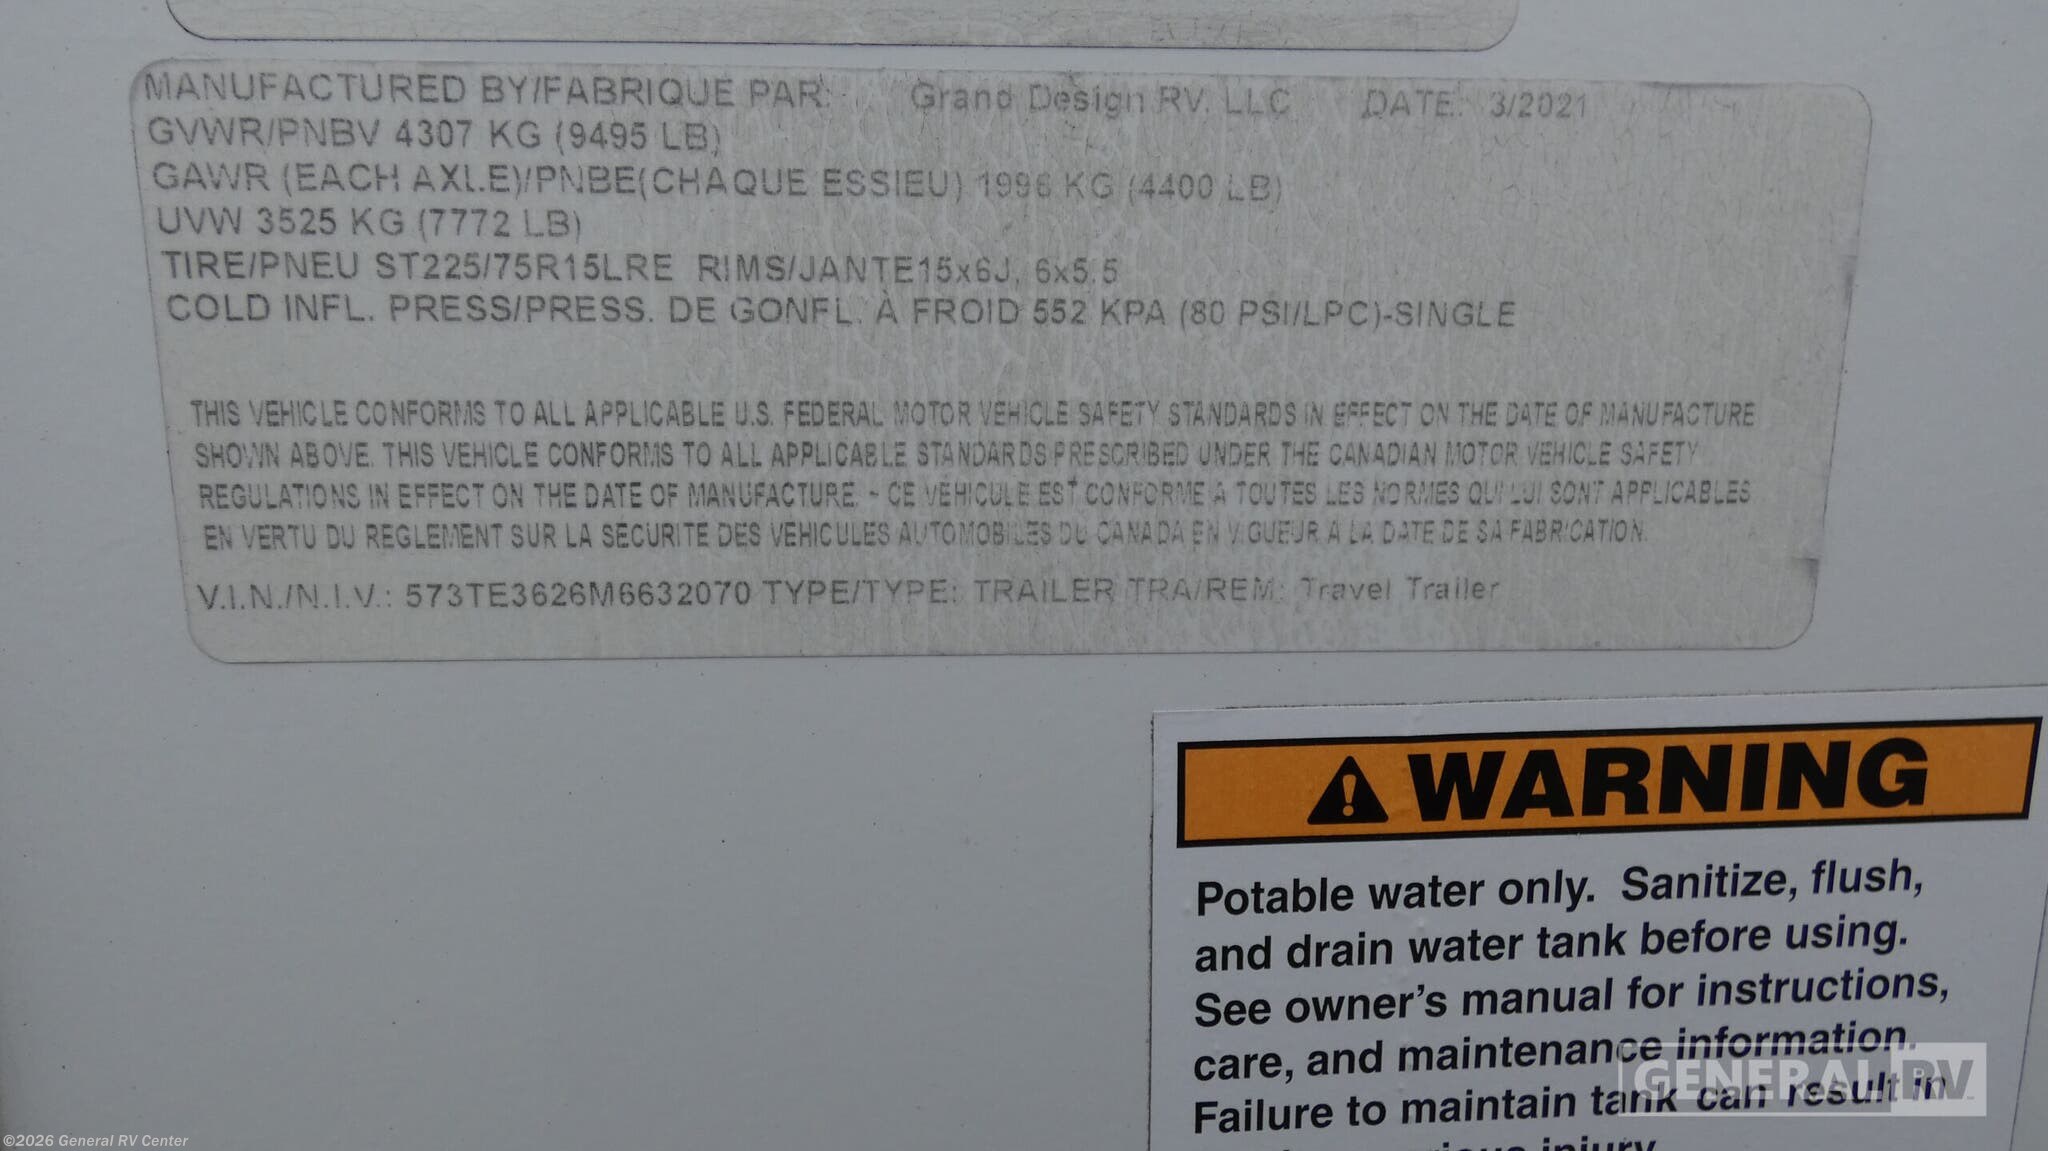 MANUFACTURED BY/FABRIQUE PAR: Grand Design RV, LLC DATE: 3/2021
GVWR/PNBV 4307 KG (9495 LB)
GAWR (EACH AXLE)/PNBE(CHAQUE ESSIEU) 1996 KG (4400 LB)
UVW 3525 KG (7772 LB)
TIRE/PNEU ST225/75R15LRE RIMS/JANTE15x6J, 6x5.5
COLD INFL. PRESS/PRESS. DE GONFL. À FROID 552 KPA (80 PSI/LPC)-SINGLE
THIS VEHICLE CONFORMS TO ALL APPLICABLE U.S. FEDERAL MOTOR VEHICLE SAFETY STANDARDS IN EFFECT ON THE DATE OF MANUFACTURE
SHOWN ABOVE. THIS VEHICLE CONFORMS TO ALL APPLICABLE STANDARDS PRESCRIBED UNDER THE CANADIAN MOTOR VEHICLE SAFETY
REGULATIONS IN EFFECT ON THE DATE OF MANUFACTURE. - CE VEHICULE EST CONFORME A TOUTES LES NORMES QUI LUI SONT APPLICABLES
EN VERTU DU REGLEMENT SUR LA SECURITE DES VEHICULES AUTOMOBILES DU CANADA EN VIGUEUR A LA DATE DE SA FABRICATION.
V.I.N./N.I.V.: 573TE3626M6632070 TYPE/TYPE: TRAILER TRA/REM: Travel Trailer
WARNING
Potable water only. Sanitize, flush,
and drain water tank before using.
See owner's manual for instructions,
care, and maintenance information.
Failure to maintain tank can result in
injury
GENERAL RV
©2026 General RV Center